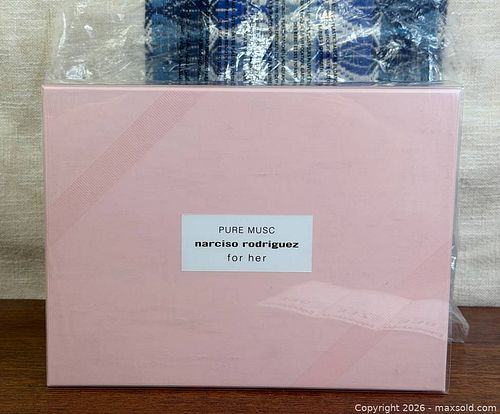 PURE MUSC
narciso rodriguez
for her
Copyright 2026 - maxsold.com